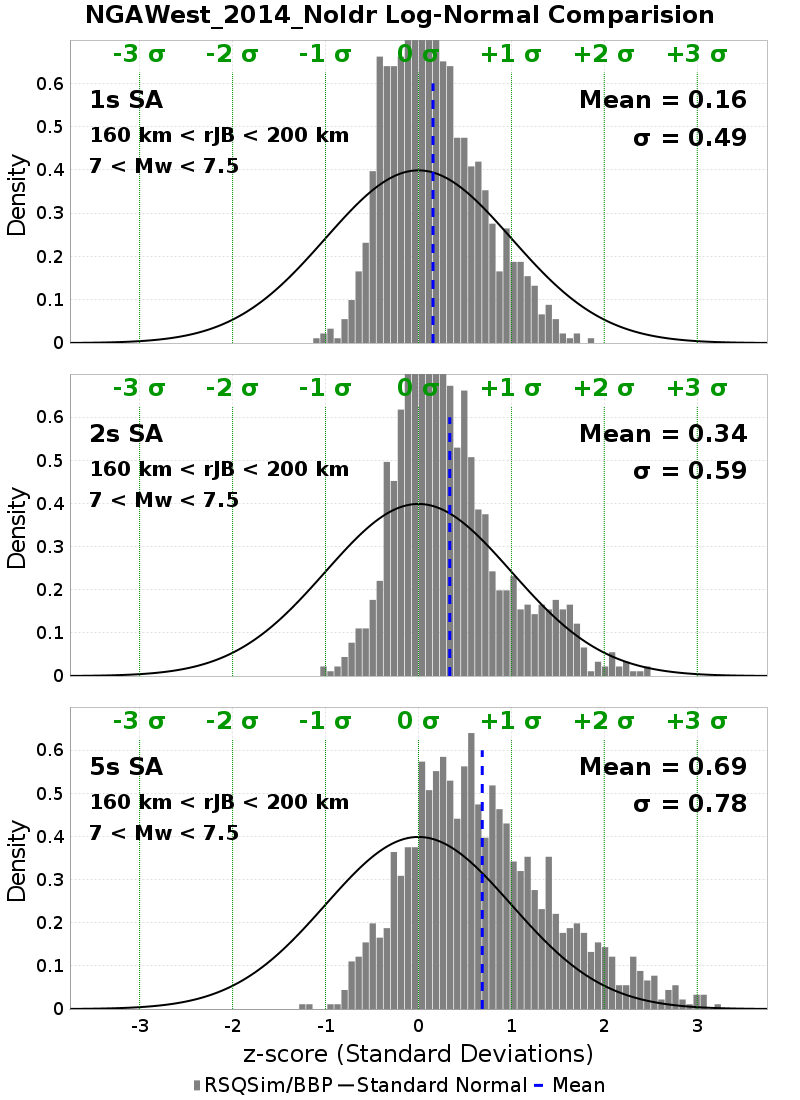 NGAWest_2014_NoIdr Log-Normal Comparision
-3 σ -2 σ -1 σ 0 σ +1 σ +2 σ +3 σ
1s SA Mean = 0.16
160 km < rJB < 200 km σ = 0.49
7 < Mw < 7.5
Density
0.6
0.5
0.4
0.3
0.2
0.1
0
-3 σ -2 σ -1 σ 0 σ +1 σ +2 σ +3 σ
2s SA Mean = 0.34
160 km < rJB < 200 km σ = 0.59
7 < Mw < 7.5
Density
0.6
0.5
0.4
0.3
0.2
0.1
0
-3 σ -2 σ -1 σ 0 σ +1 σ +2 σ +3 σ
5s SA Mean = 0.69
160 km < rJB < 200 km σ = 0.78
7 < Mw < 7.5
Density
0.6
0.5
0.4
0.3
0.2
0.1
0
-3 -2 -1 0 1 2 3
z-score (Standard Deviations)
RSQSim/BBP Standard Normal Mean